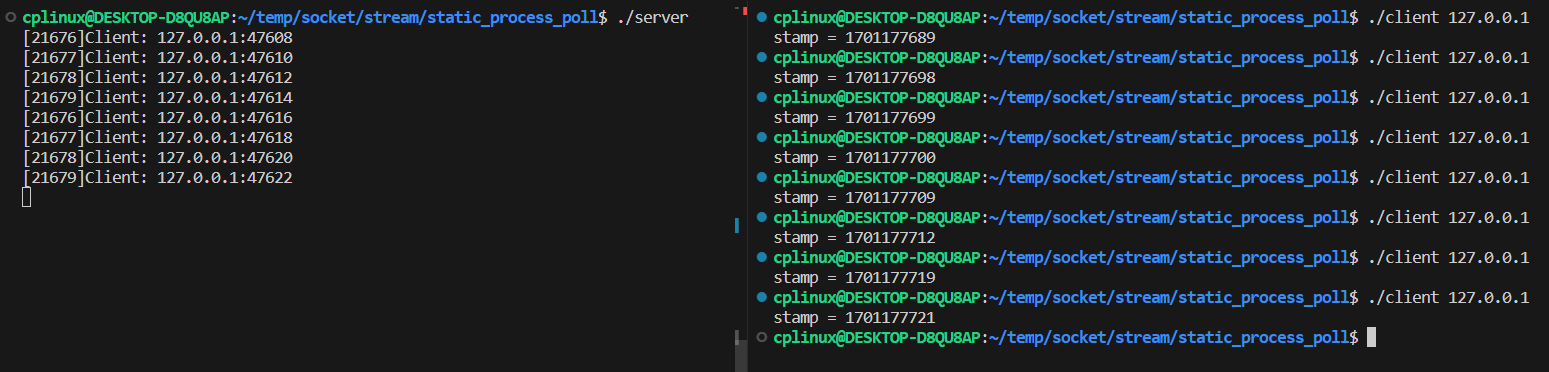 cplinux@DESKTOP-D8QU8AP:~/temp/socket/stream/static_process_poll$ ./server
[21676]Client: 127.0.0.1:47608
[21677]Client: 127.0.0.1:47610
[21678]Client: 127.0.0.1:47612
[21679]Client: 127.0.0.1:47614
[21676]Client: 127.0.0.1:47616
[21677]Client: 127.0.0.1:47618
[21678]Client: 127.0.0.1:47620
[21679]Client: 127.0.0.1:47622
cplinux@DESKTOP-D8QU8AP:~/temp/socket/stream/static_process_poll$ ./client 127.0.0.1
stamp = 1701177689
cplinux@DESKTOP-D8QU8AP:~/temp/socket/stream/static_process_poll$ ./client 127.0.0.1
stamp = 1701177698
cplinux@DESKTOP-D8QU8AP:~/temp/socket/stream/static_process_poll$ ./client 127.0.0.1
stamp = 1701177699
cplinux@DESKTOP-D8QU8AP:~/temp/socket/stream/static_process_poll$ ./client 127.0.0.1
stamp = 1701177700
cplinux@DESKTOP-D8QU8AP:~/temp/socket/stream/static_process_poll$ ./client 127.0.0.1
stamp = 1701177709
cplinux@DESKTOP-D8QU8AP:~/temp/socket/stream/static_process_poll$ ./client 127.0.0.1
stamp = 1701177712
cplinux@DESKTOP-D8QU8AP:~/temp/socket/stream/static_process_poll$ ./client 127.0.0.1
stamp = 1701177719
cplinux@DESKTOP-D8QU8AP:~/temp/socket/stream/static_process_poll$ ./client 127.0.0.1
stamp = 1701177721
cplinux@DESKTOP-D8QU8AP:~/temp/socket/stream/static_process_poll$